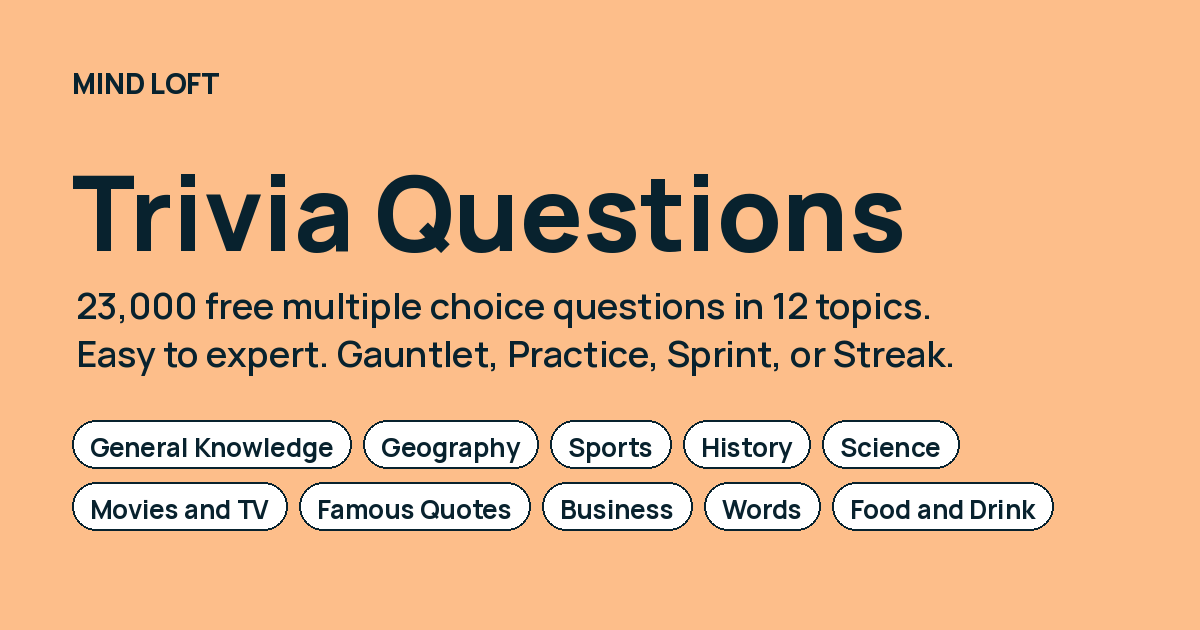 MIND LOFT
Trivia Questions
23,000 free multiple choice questions in 12 topics.
Easy to expert. Gauntlet, Practice, Sprint, or Streak.
General Knowledge Geography Sports History Science
Movies and TV Famous Quotes Business Words Food and Drink